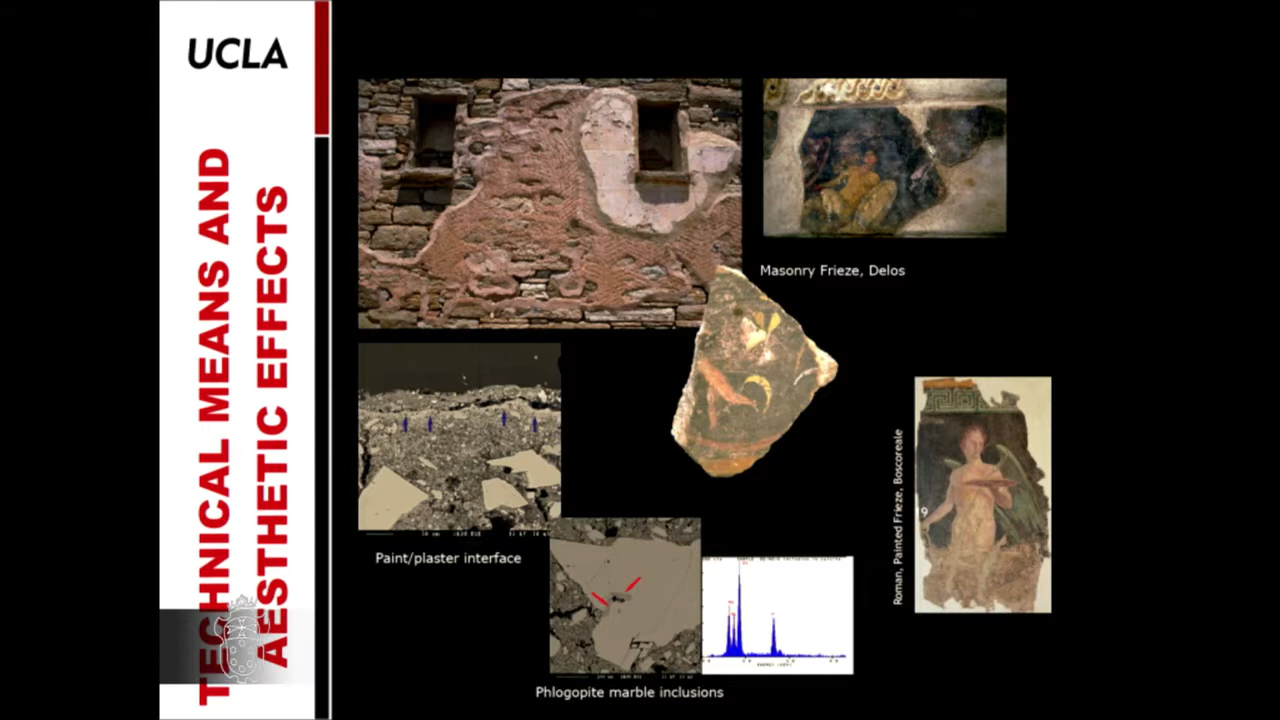 UCLA
TECHNICAL MEANS AND
AESTHETIC EFFECTS
Masonry Frieze, Delos
Roman, Painted Frieze, Boscoreale
9
Paint/plaster interface
Phlogopite marble inclusions